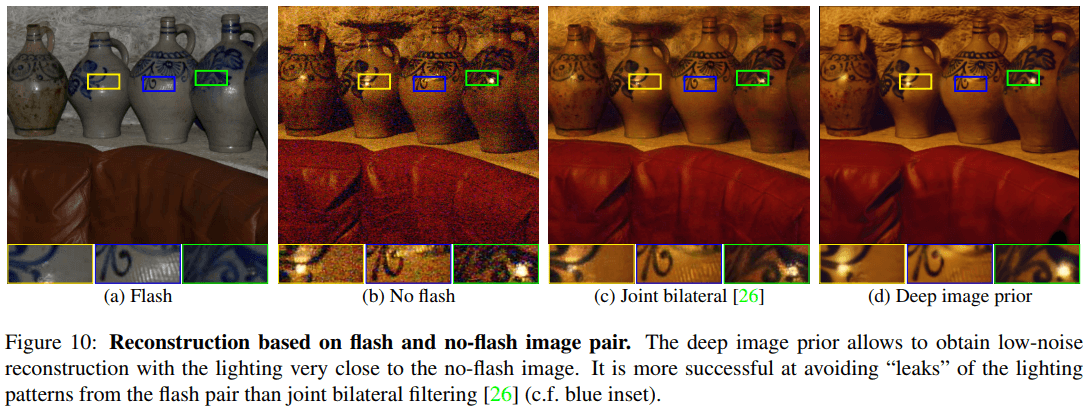 (a) Flash
(b) No flash
(c) Joint bilateral [26]
(d) Deep image prior
Figure 10: Reconstruction based on flash and no-flash image pair. The deep image prior allows to obtain low-noise
reconstruction with the lighting very close to the no-flash image. It is more successful at avoiding “leaks” of the lighting
patterns from the flash pair than joint bilateral filtering [26] (c.f. blue inset).